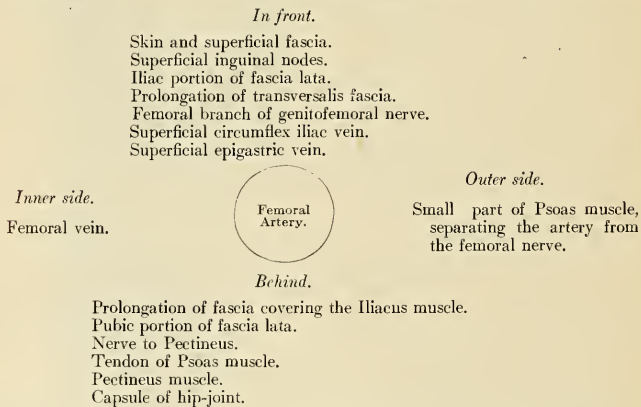 In front.
Skin and superficial fascia.
Superficial inguinal nodes.
Iliac portion of fascia lata.
Prolongation of transversalis fascia.
Femoral branch of genitofemoral nerve.
Superficial circumflex iliac vein.
Superficial epigastric vein.
Inner side.
Femoral vein.
Femoral
Artery.
Outer side.
Small part of Psoas muscle,
separating the artery from
the femoral nerve.
Behind.
Prolongation of fascia covering the Iliacus muscle.
Pubic portion of fascia lata.
Nerve to Pectineus.
Tendon of Psoas muscle.
Pectineus muscle.
Capsule of hip-joint.